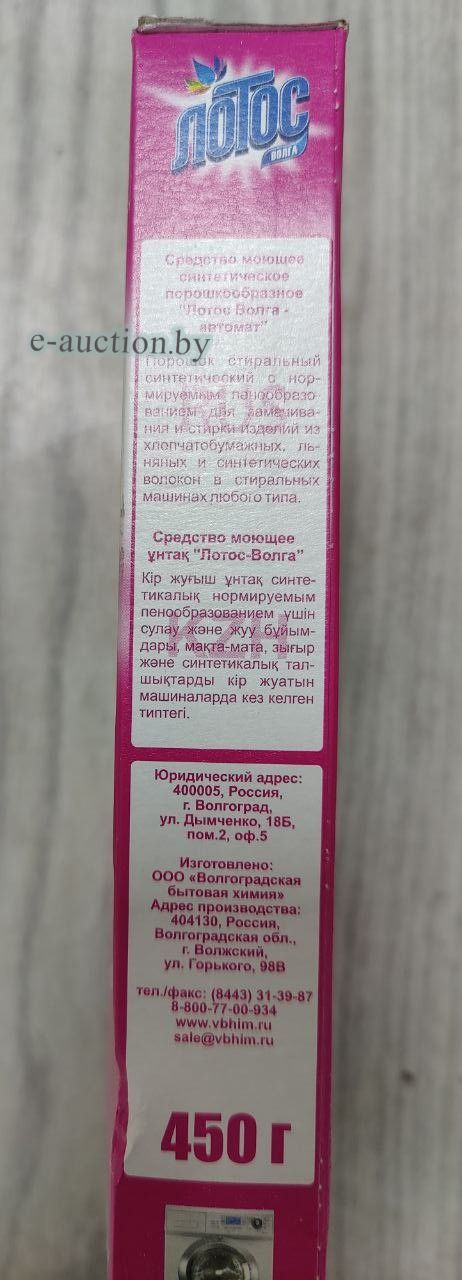 ЛОТОС
ВОЛГА
Средство моющее
синтетическое
порошкообразное
"Лотос Волга -
автомат"
e-auction.by
Порошок стиральный
синтетический с нор-
мируемым пенообразо-
ванием для замачива-
ния и стирки изделий из
хлопчатобумажных, ль-
няных и синтетических
волокон в стиральных
машинах любого типа.
Средство моющее
ұнтақ "Лотос-Волга"
Кір жуғыш ұнтақ синте-
тикалық нормируемым
пенообразованием үшін
сулау және жуу бұйым-
дары, мақта-мата, зығыр
және синтетикалық тал-
шықтарды кір жуатын
машиналарда кез келген
типтегі.
KZH
Юридический адрес:
400005, Россия,
г. Волгоград,
ул. Дымченко, 18Б,
пом.2, оф.5
Изготовлено:
ООО «Волгоградская
бытовая химия»
Адрес производства:
404130, Россия,
Волгоградская обл.,
г. Волжский,
ул. Горького, 98В
тел./факс: (8443) 31-39-87
8-800-77-00-934
www.vbhim.ru
sale@vbhim.ru
450 г